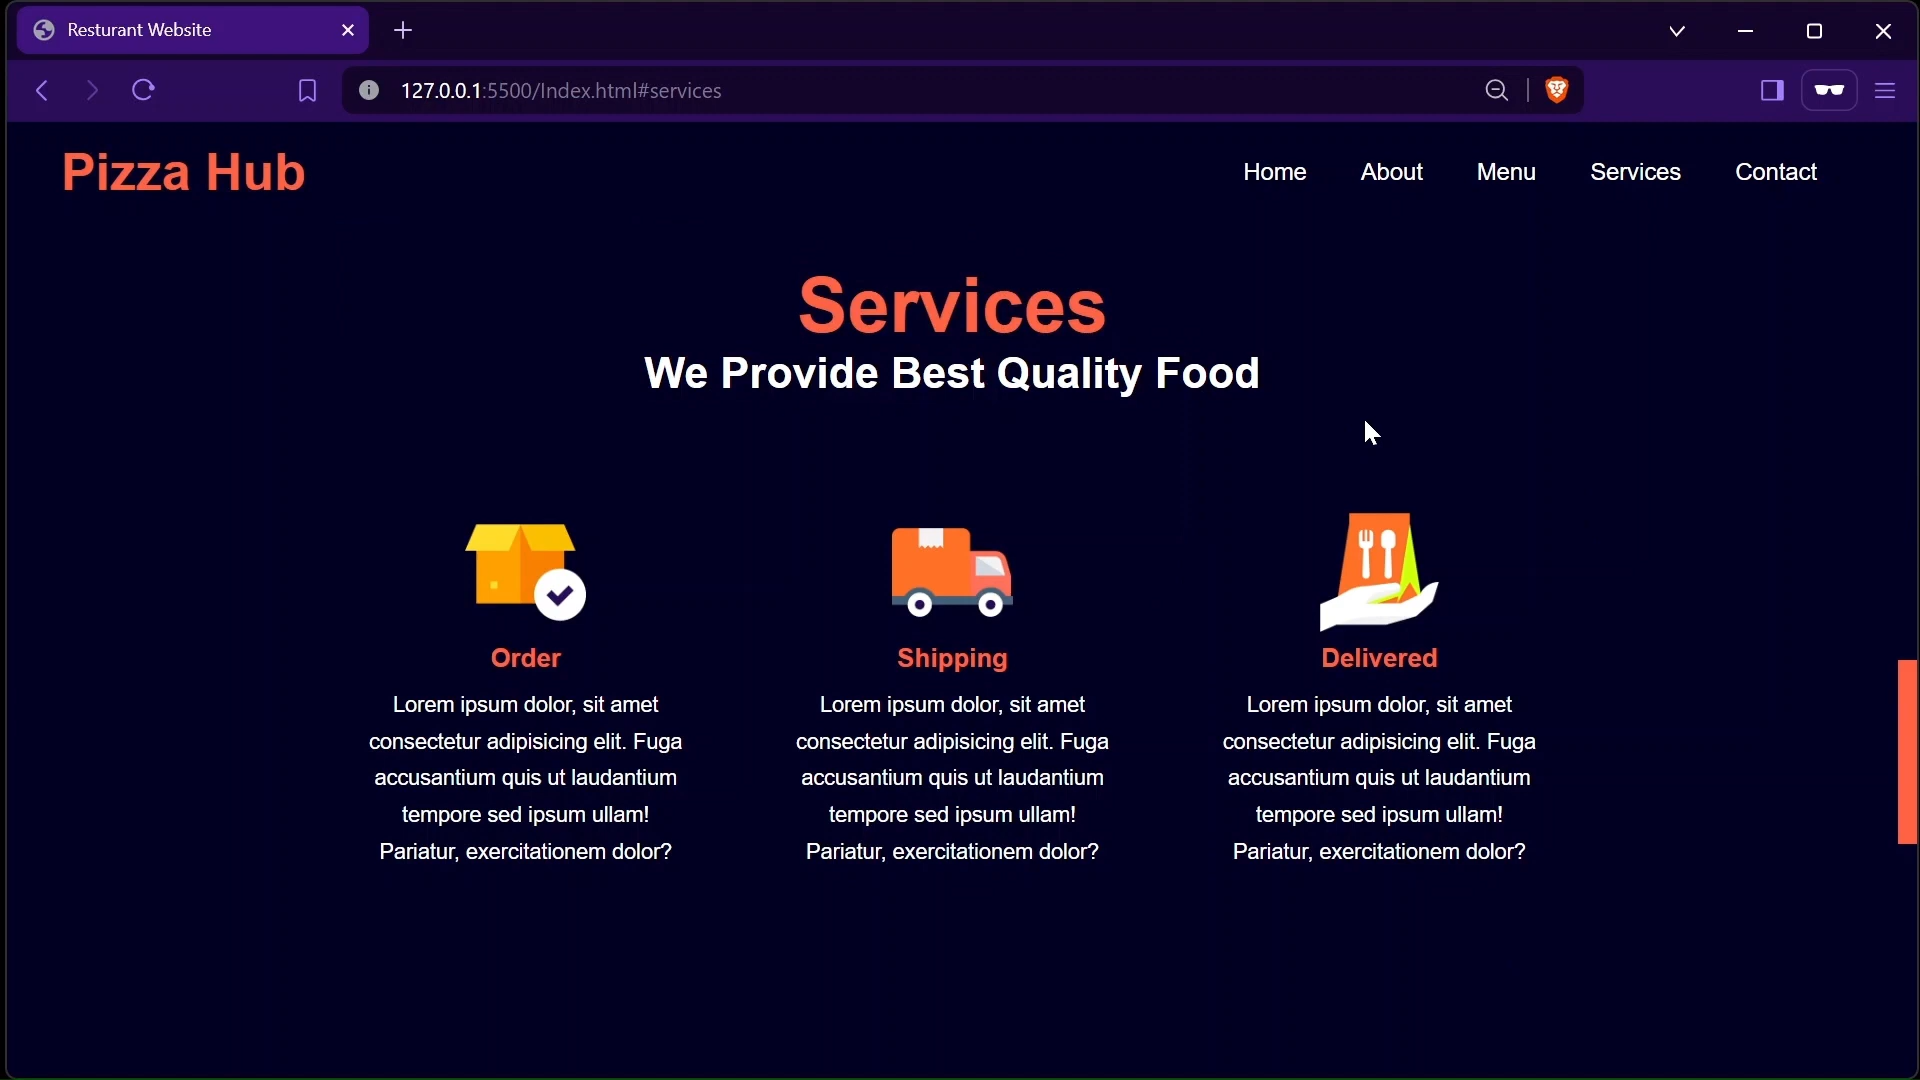 Resturant Website
127.0.0.1:5500/Index.html#services
Pizza Hub
Home About Menu Services Contact
Services
We Provide Best Quality Food
Order
Lorem ipsum dolor, sit amet
consectetur adipisicing elit. Fuga
accusantium quis ut laudantium
tempore sed ipsum ullam!
Pariatur, exercitationem dolor?
Shipping
Lorem ipsum dolor, sit amet
consectetur adipisicing elit. Fuga
accusantium quis ut laudantium
tempore sed ipsum ullam!
Pariatur, exercitationem dolor?
Delivered
Lorem ipsum dolor, sit amet
consectetur adipisicing elit. Fuga
accusantium quis ut laudantium
tempore sed ipsum ullam!
Pariatur, exercitationem dolor?